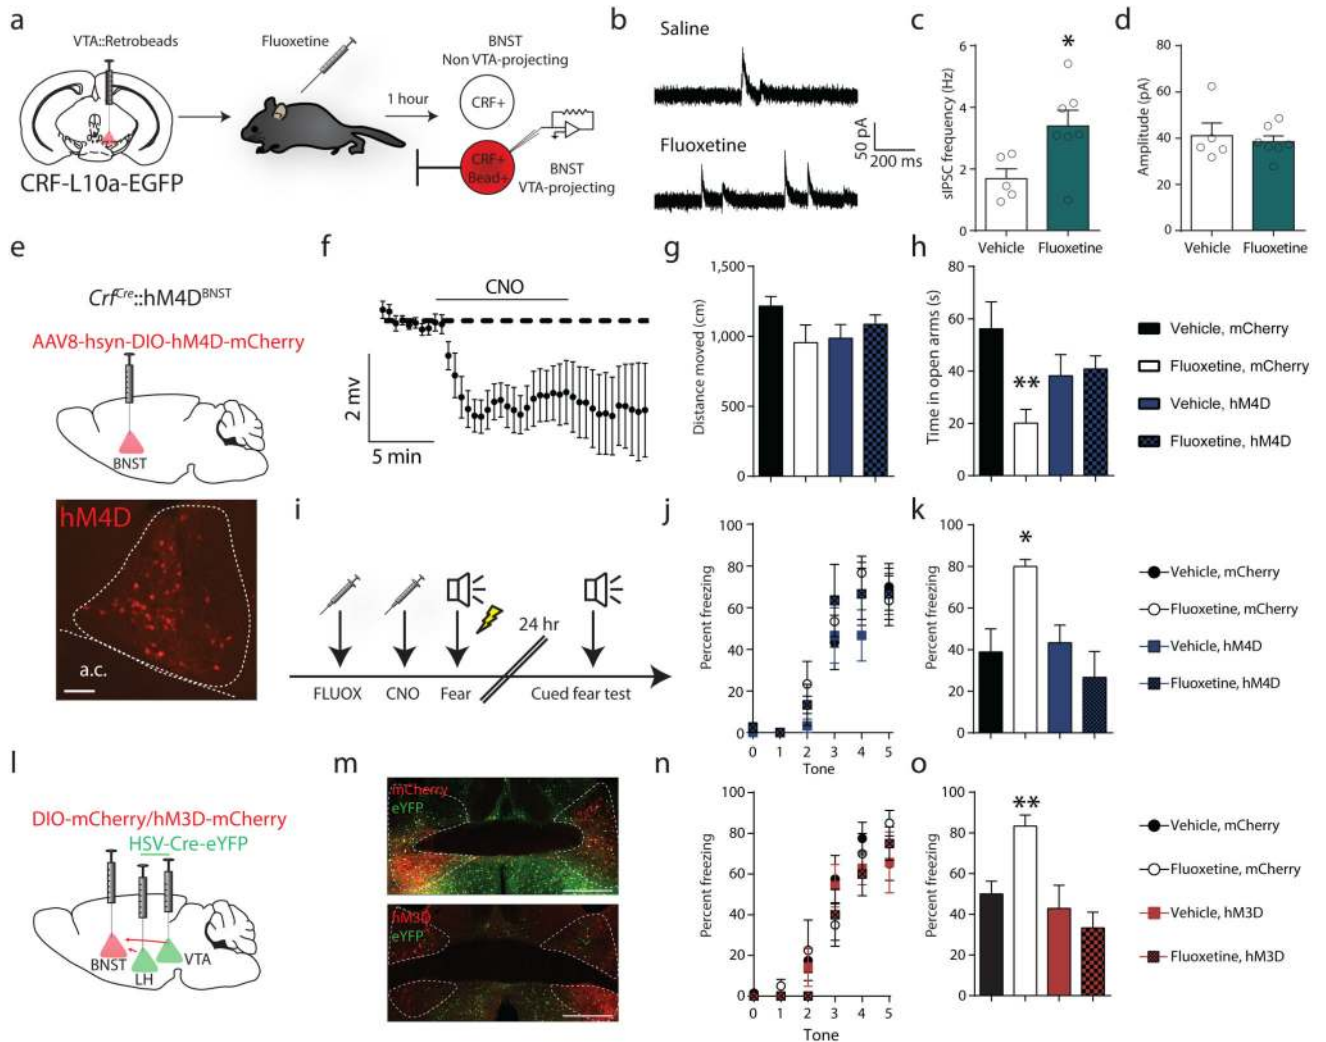 a
VTA::Retrobeads
CRF-L10a-EGFP
Fluoxetine
1 hour
BNST
Non VTA-projecting
CRF+
CRF+
Bead+
BNST
VTA-projecting
b
Saline
Fluoxetine
50 pA
200 ms
c
sIPSC frequency (Hz)
6
4
2
0
*
Vehicle
Fluoxetine
d
Amplitude (pA)
80
60
40
20
0
Vehicle
Fluoxetine
e
CrfCre::hM4DBNST
AAV8-hsyn-DIO-hM4D-mCherry
BNST
hM4D
a.c.
f
CNO
2 mv
5 min
g
Distance moved (cm)
1,500
1,000
500
0
h
Time in open arms (s)
80
60
40
20
0
**
Vehicle, mCherry
Fluoxetine, mCherry
Vehicle, hM4D
Fluoxetine, hM4D
i
24 hr
FLUOX
CNO
Fear
Cued fear test
j
Percent freezing
100
80
60
40
20
0
0 1 2 3 4 5
Tone
k
Percent freezing
100
80
60
40
20
0
*
Vehicle, mCherry
Fluoxetine, mCherry
Vehicle, hM4D
Fluoxetine, hM4D
l
DIO-mCherry/hM3D-mCherry
HSV-Cre-eYFP
BNST
LH
VTA
m
mCherry
eYFP
hM3D
eYFP
n
Percent freezing
100
80
60
40
20
0
0 1 2 3 4 5
Tone
o
Percent freezing
100
80
60
40
20
0
**
Vehicle, mCherry
Fluoxetine, mCherry
Vehicle, hM3D
Fluoxetine, hM3D